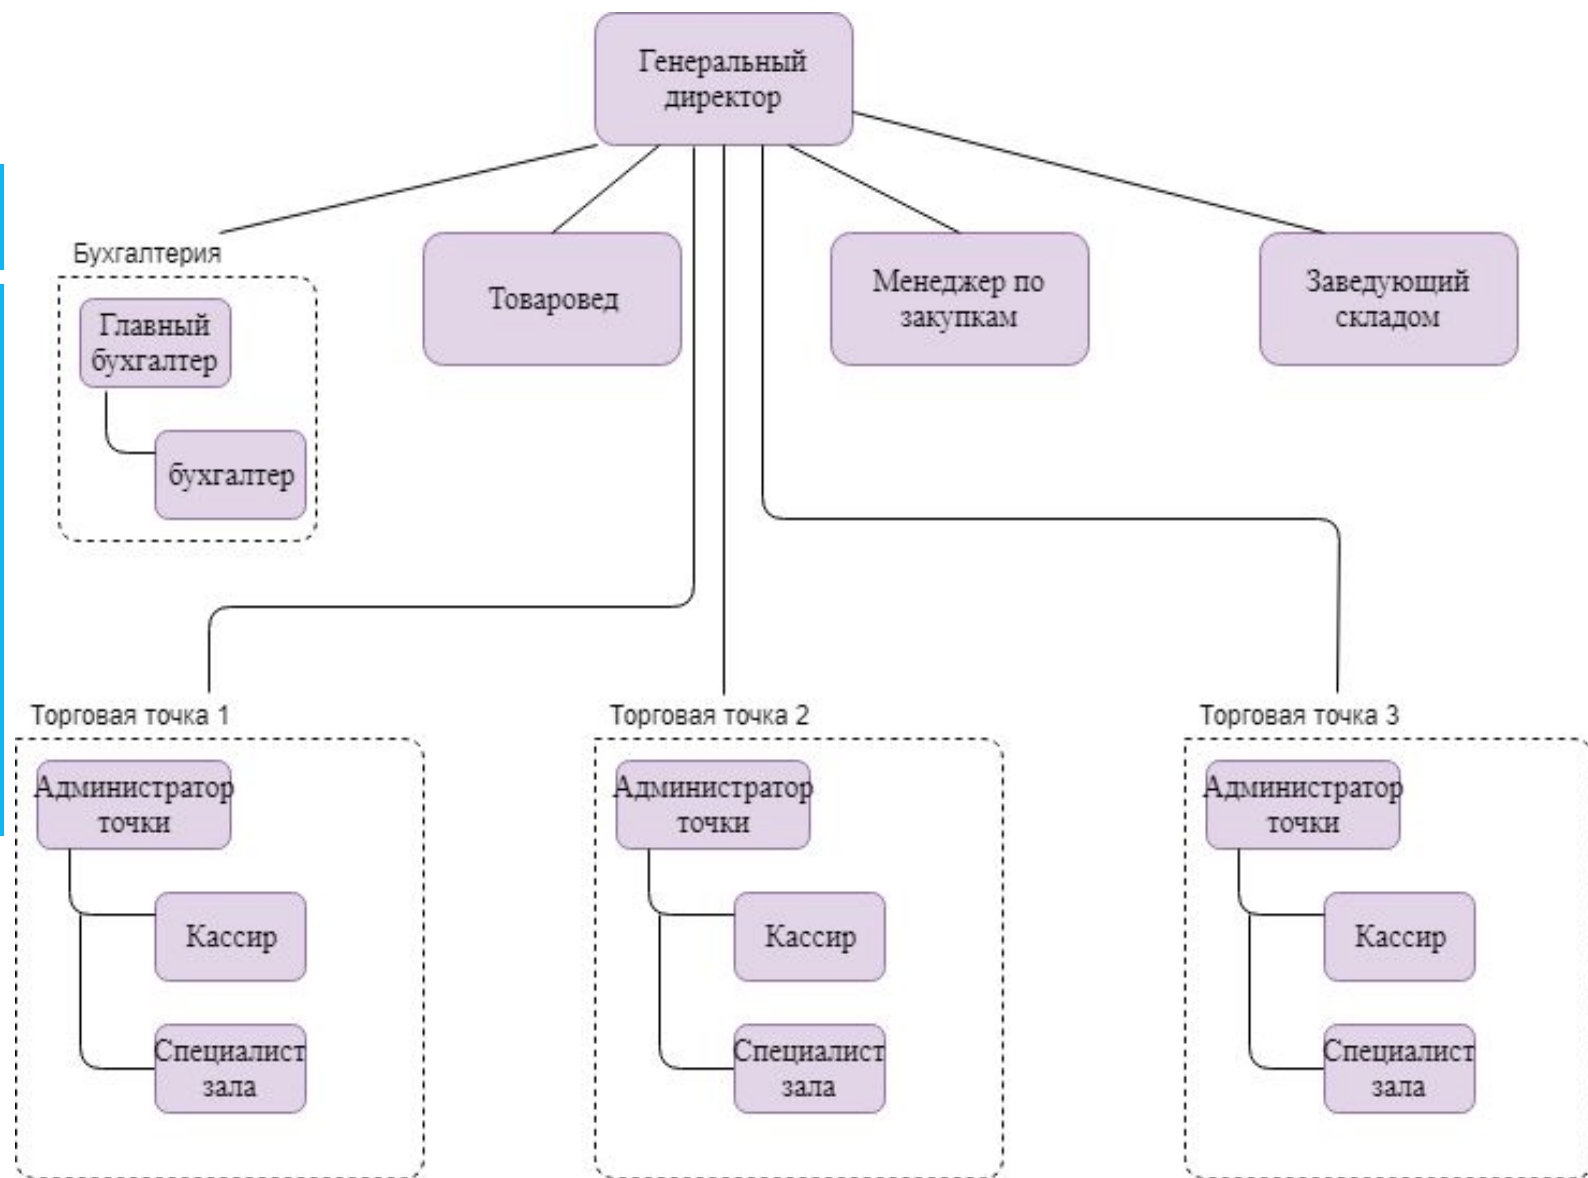 Генеральный
директор
Бухгалтерия
Главный
бухгалтер
бухгалтер
Товаровед
Менеджер по
закупкам
Заведующий
складом
Торговая точка 1
Администратор
точки
Кассир
Специалист
зала
Торговая точка 2
Администратор
точки
Кассир
Специалист
зала
Торговая точка 3
Администратор
точки
Кассир
Специалист
зала